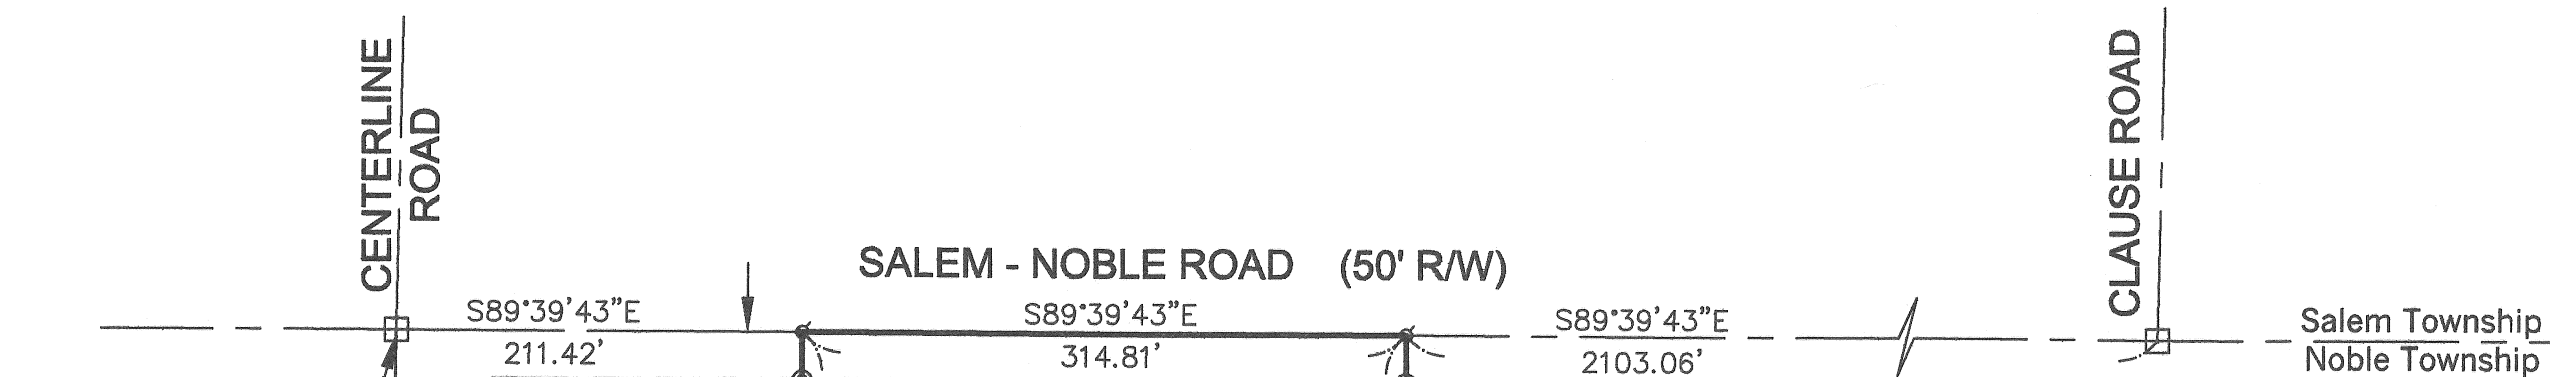 CENTERLINE
ROAD
CLAUSE ROAD
SALEM - NOBLE ROAD (50' R/W)
S89°39'43"E
211.42'
S89°39'43"E
314.81'
S89°39'43"E
2103.06'
Salem Township
Noble Township